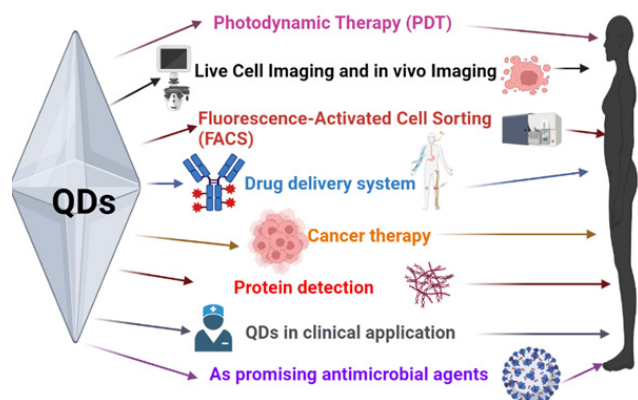 Photodynamic Therapy (PDT)
Live Cell Imaging and in vivo Imaging
Fluorescence-Activated Cell Sorting
(FACS)
QDs
Drug delivery system
Cancer therapy
Protein detection
QDs in clinical application
As promising antimicrobial agents